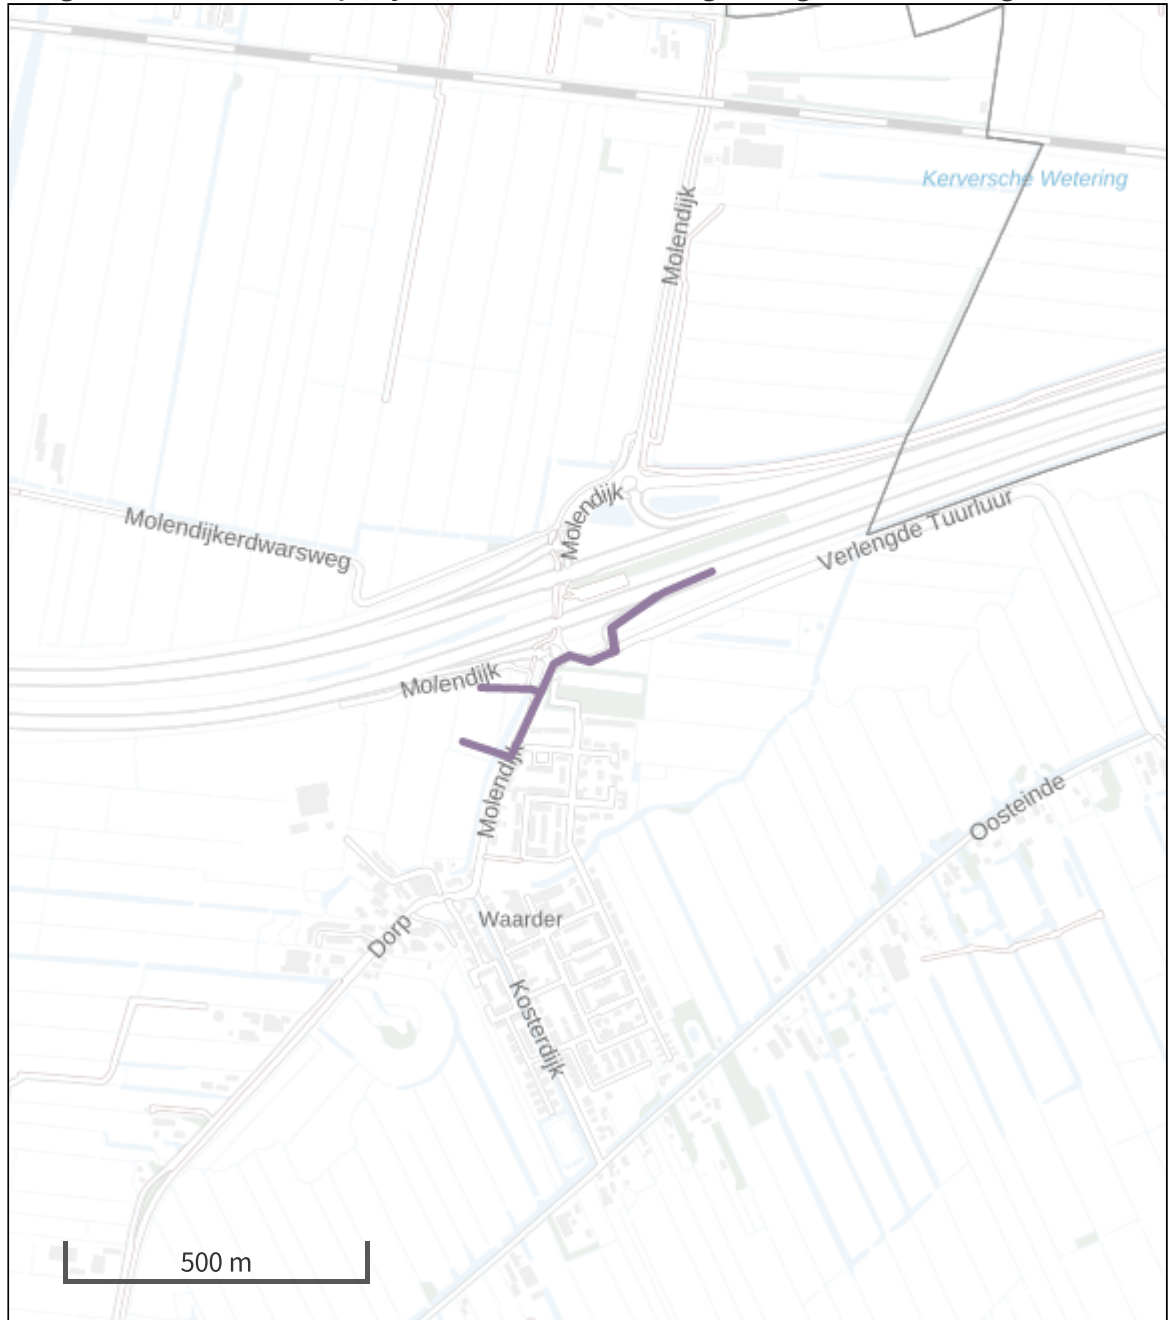 Kerversche Wetering
Molendijk
Molendijk
Molendijkerdwarsweg
Verlengde Tuurluur
Molendijk
Molendijk
Oosteinde
Waarder
Dorp
Kosterdijk
500 m